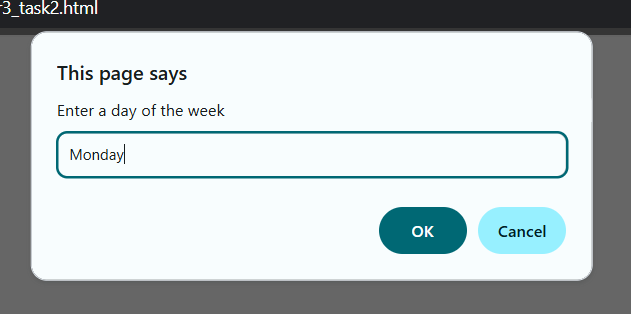 r3_task2.html
This page says
Enter a day of the week
Monday
OK
Cancel